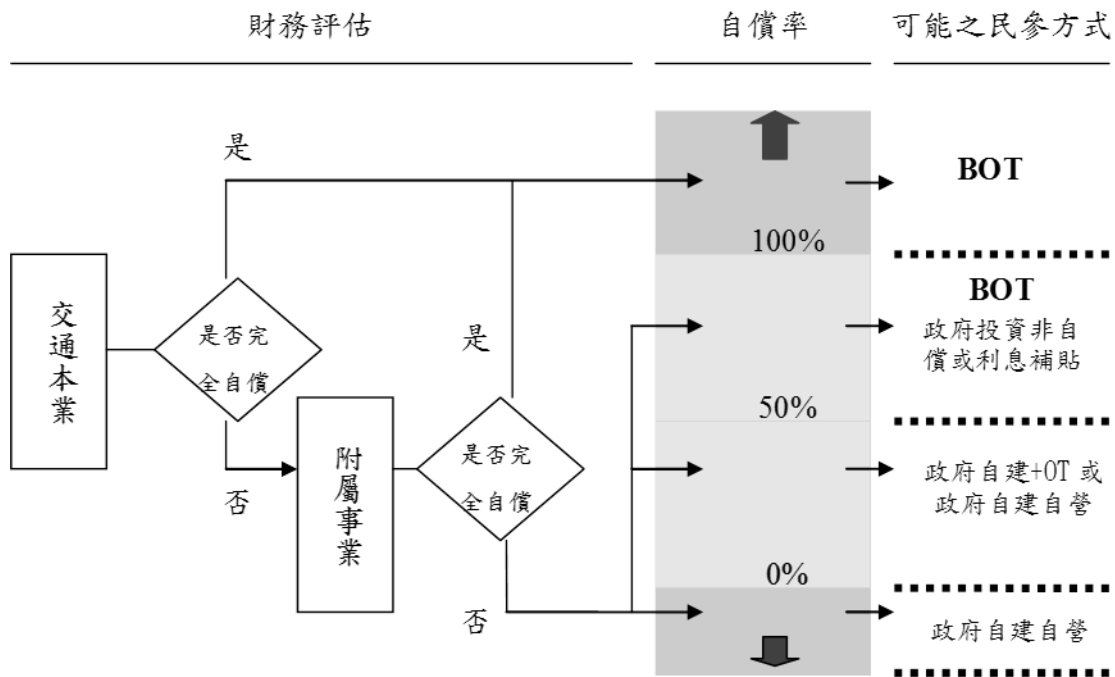 財務評估
自償率
可能之民參方式
是
BOT
100%
交通本業
是否完
全自償
是
BOT
政府投資非自
償或利息補貼
50%
否
附屬事業
是否完
全自償
政府自建+OT 或
政府自建自營
0%
否
政府自建自營